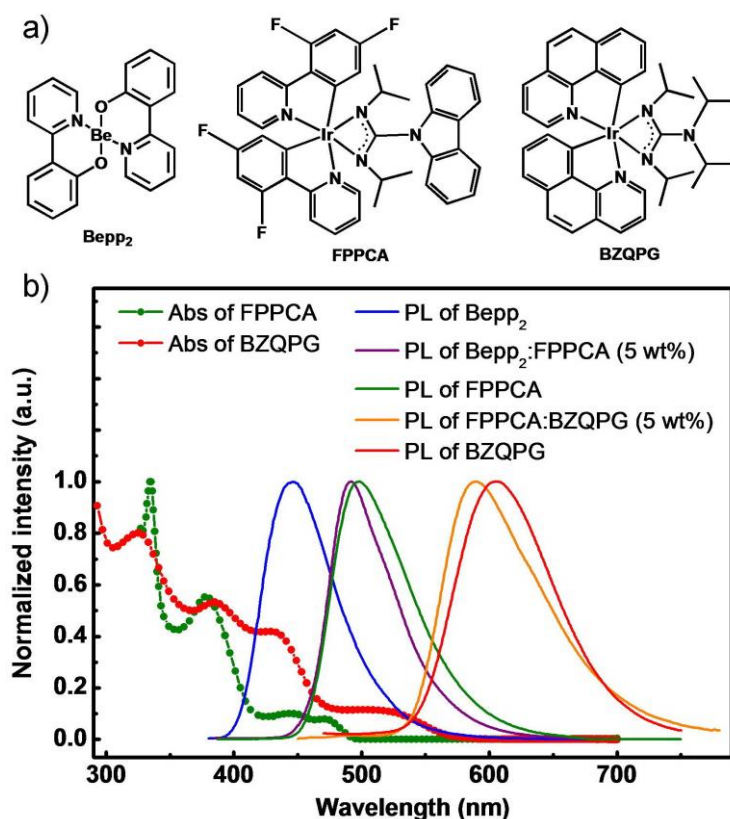 a)
F
F
N
O
Be
N
O
N
N
Ir
N
N
N
F
F
Bepp₂
FPPCA
N
N
Ir
N
N
N
BZQPG
b)
Abs of FPPCA
Abs of BZQPG
PL of Bepp₂
PL of Bepp₂:FPPCA (5 wt%)
PL of FPPCA
PL of FPPCA:BZQPG (5 wt%)
PL of BZQPG
Normalized intensity (a.u.)
1.0
0.8
0.6
0.4
0.2
0.0
300 400 500 600 700
Wavelength (nm)